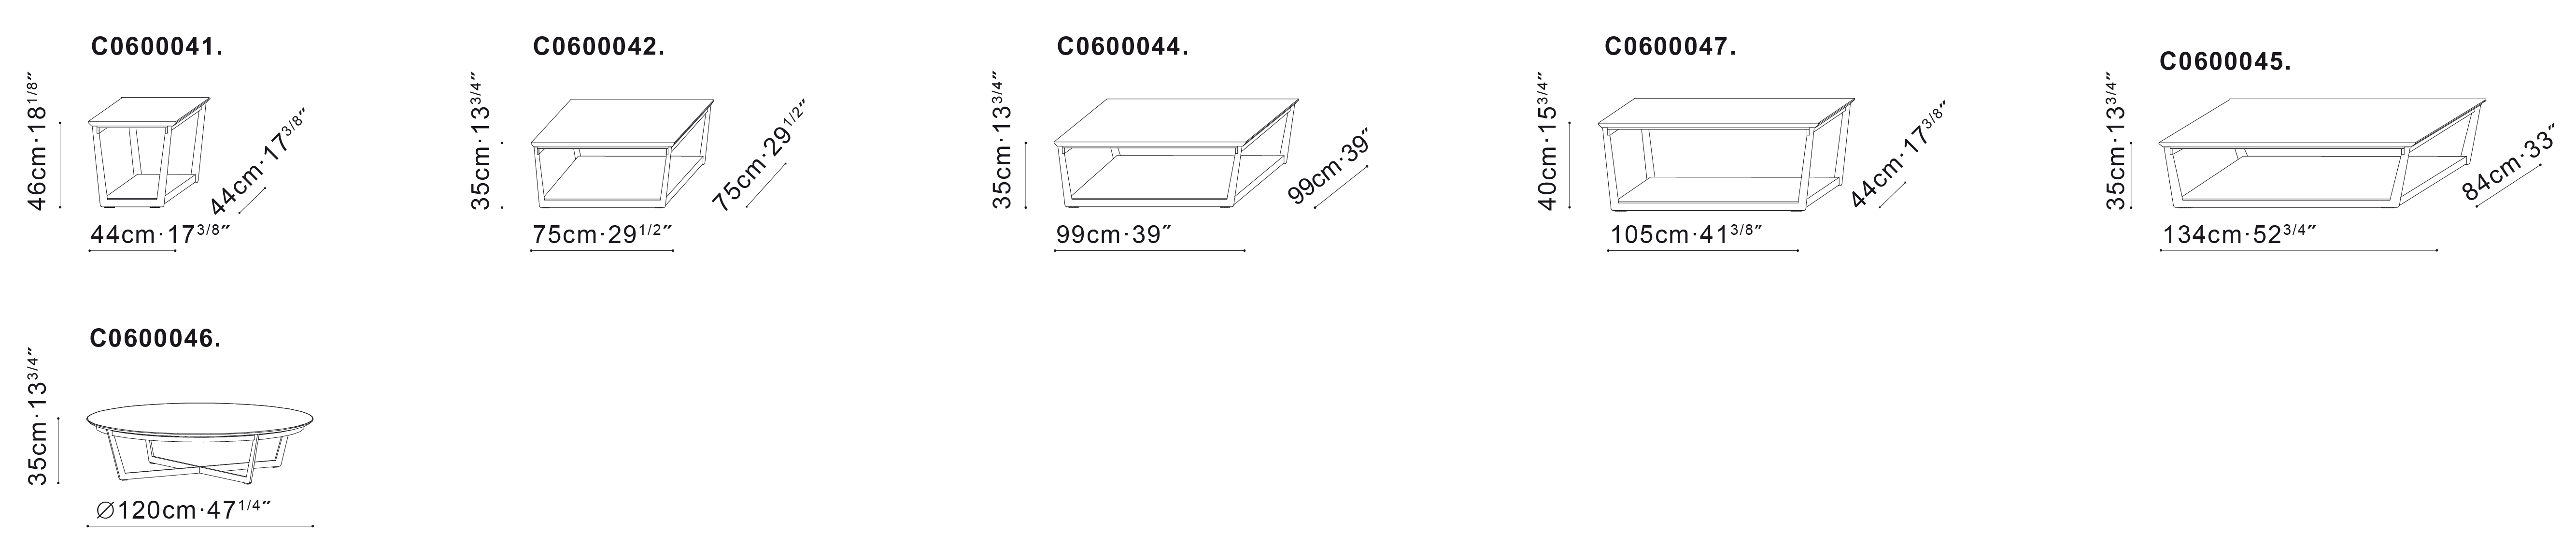 C0600041.
46cm·18 1/8″
44cm·17 3/8″
44cm·17 3/8″
C0600042.
35cm·13 3/4″
75cm·29 1/2″
75cm·29 1/2″
C0600044.
35cm·13 3/4″
99cm·39″
99cm·39″
C0600047.
40cm·15 3/4″
44cm·17 3/8″
105cm·41 3/8″
C0600045.
35cm·13 3/4″
84cm·33″
134cm·52 3/4″
C0600046.
35cm·13 3/4″
∅120cm·47 1/4″